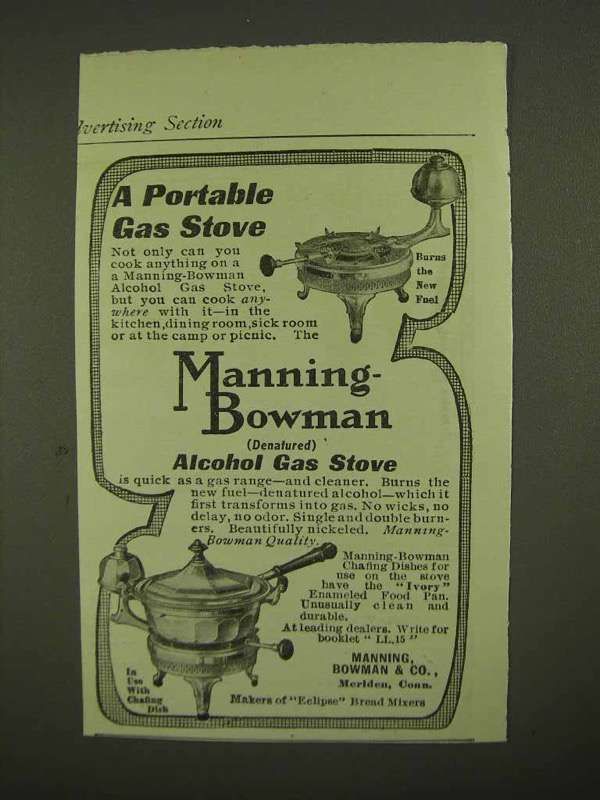 dvertising Section
A Portable
Gas Stove
Not only can you
cook anything on a
a Manning-Bowman
Alcohol Gas Stove,
but you can cook any-
where with it—in the
kitchen,dining room,sick room
or at the camp or picnic. The
Burns
the
New
Fuel
Manning-
Bowman
(Denatured)
Alcohol Gas Stove
is quick as a gas range—and cleaner. Burns the
new fuel—denatured alcohol—which it
first transforms into gas. No wicks, no
delay, no odor. Single and double burn-
ers. Beautifully nickeled. Manning-
Bowman Quality.
Manning-Bowman
Chafing Dishes for
use on the stove
have the "Ivory"
Enameled Food Pan.
Unusually clean and
durable.
At leading dealers. Write for
booklet "LL,15"
MANNING,
BOWMAN & CO.,
Meriden, Conn.
Makers of "Eclipse" Bread Mixers
In
Use
With
Chafing
Dish